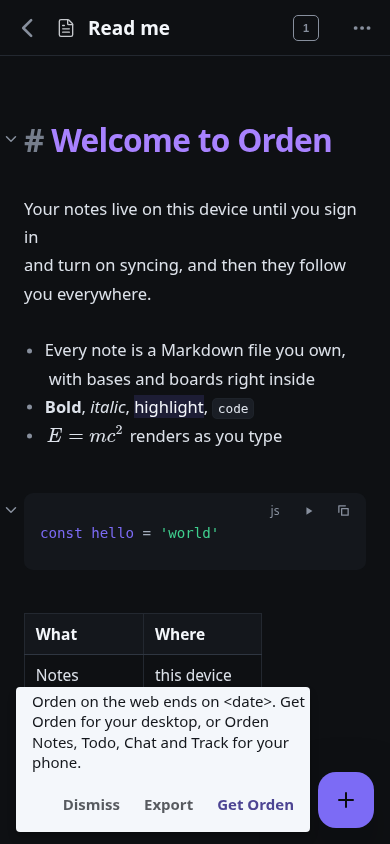 Read me
1
# Welcome to Orden
Your notes live on this device until you sign
in
and turn on syncing, and then they follow
you everywhere.
Every note is a Markdown file you own,
with bases and boards right inside
Bold, italic, highlight, code
E = mc² renders as you type
js
const hello = 'world'
What Where
Notes this device
Orden on the web ends on <date>. Get
Orden for your desktop, or Orden
Notes, Todo, Chat and Track for your
phone.
Dismiss Export Get Orden